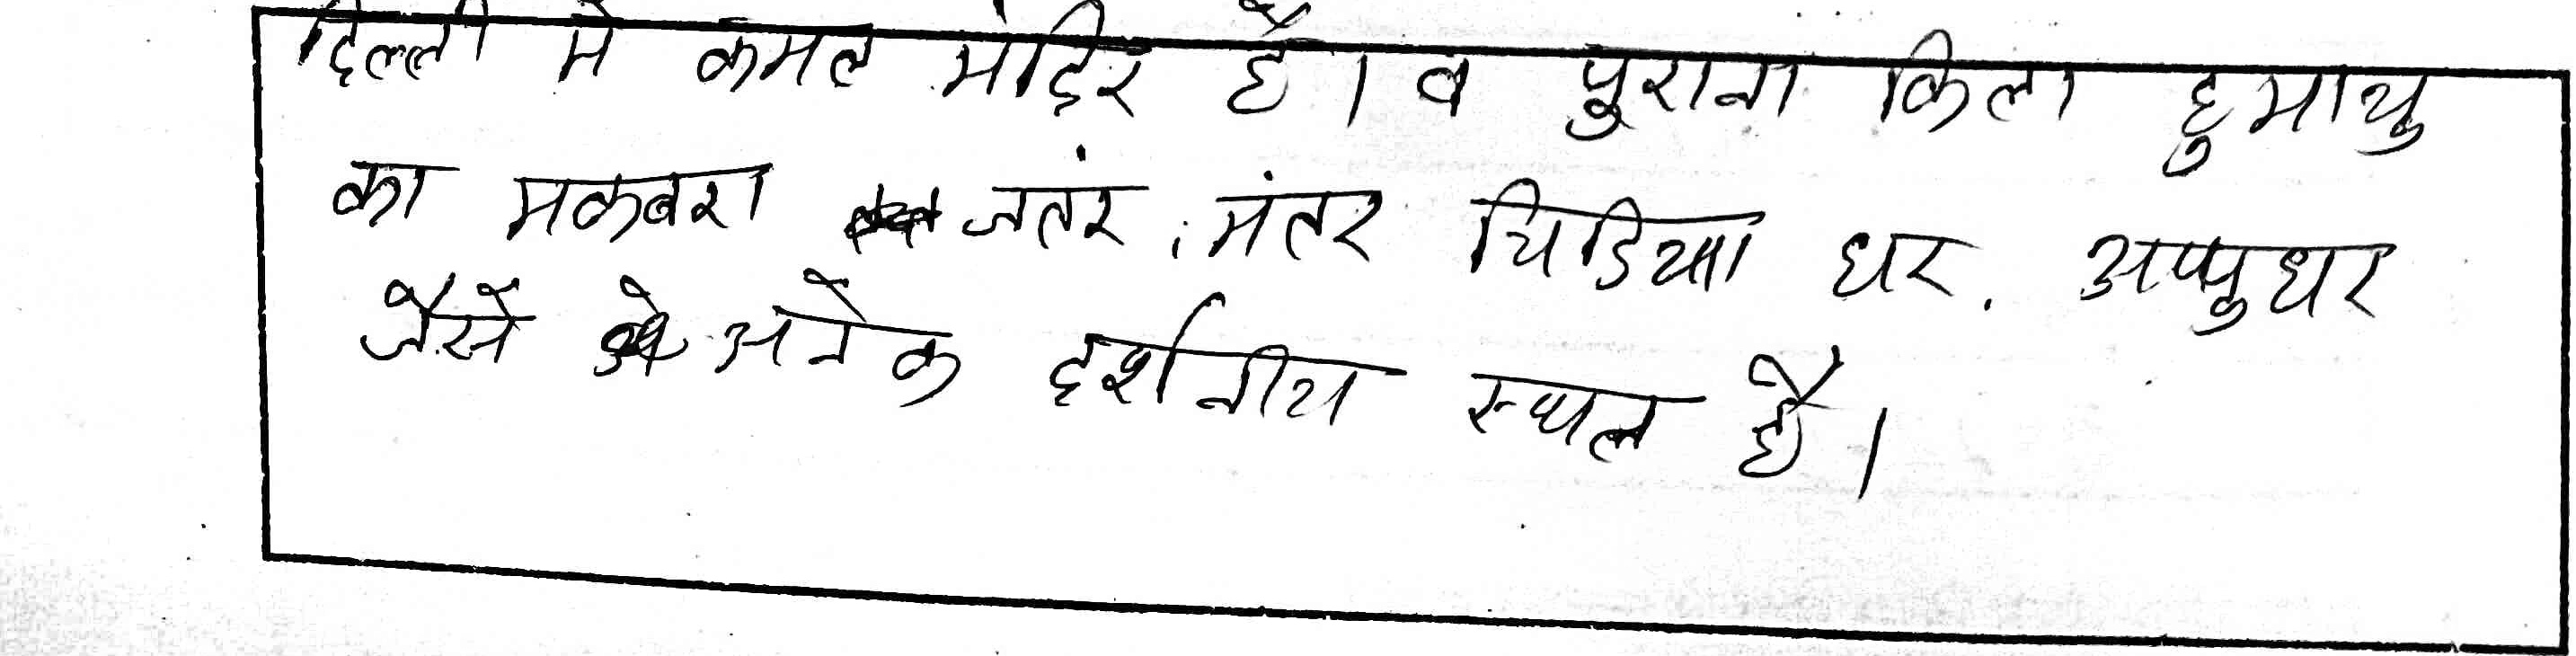 दिल्ली मे कमल मंदिर है। व पुराना किला हुमायु
का मकबरा जतंर मंतर चिडिया घर. अप्पुघर
जैसे अनेक दर्शनीय स्थल है।